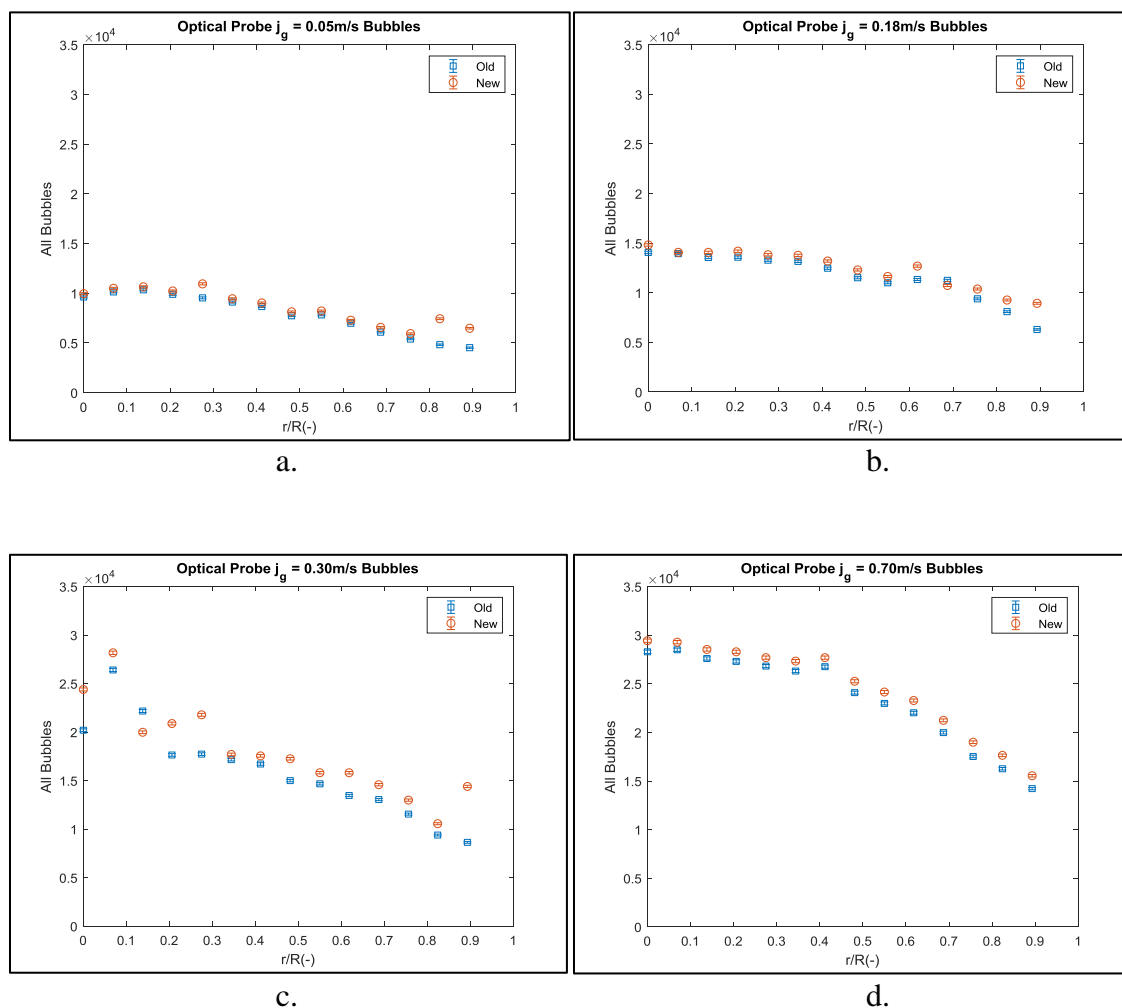 Optical Probe j_g = 0.05m/s Bubbles
×10^4
3.5
3
2.5
2
1.5
1
0.5
0
All Bubbles
0 0.1 0.2 0.3 0.4 0.5 0.6 0.7 0.8 0.9 1
r/R(-)
Old
New
a.
Optical Probe j_g = 0.18m/s Bubbles
×10^4
3.5
3
2.5
2
1.5
1
0.5
0
All Bubbles
0 0.1 0.2 0.3 0.4 0.5 0.6 0.7 0.8 0.9 1
r/R(-)
Old
New
b.
Optical Probe j_g = 0.30m/s Bubbles
×10^4
3.5
3
2.5
2
1.5
1
0.5
0
All Bubbles
0 0.1 0.2 0.3 0.4 0.5 0.6 0.7 0.8 0.9 1
r/R(-)
Old
New
c.
Optical Probe j_g = 0.70m/s Bubbles
×10^4
3.5
3
2.5
2
1.5
1
0.5
0
All Bubbles
0 0.1 0.2 0.3 0.4 0.5 0.6 0.7 0.8 0.9 1
r/R(-)
Old
New
d.